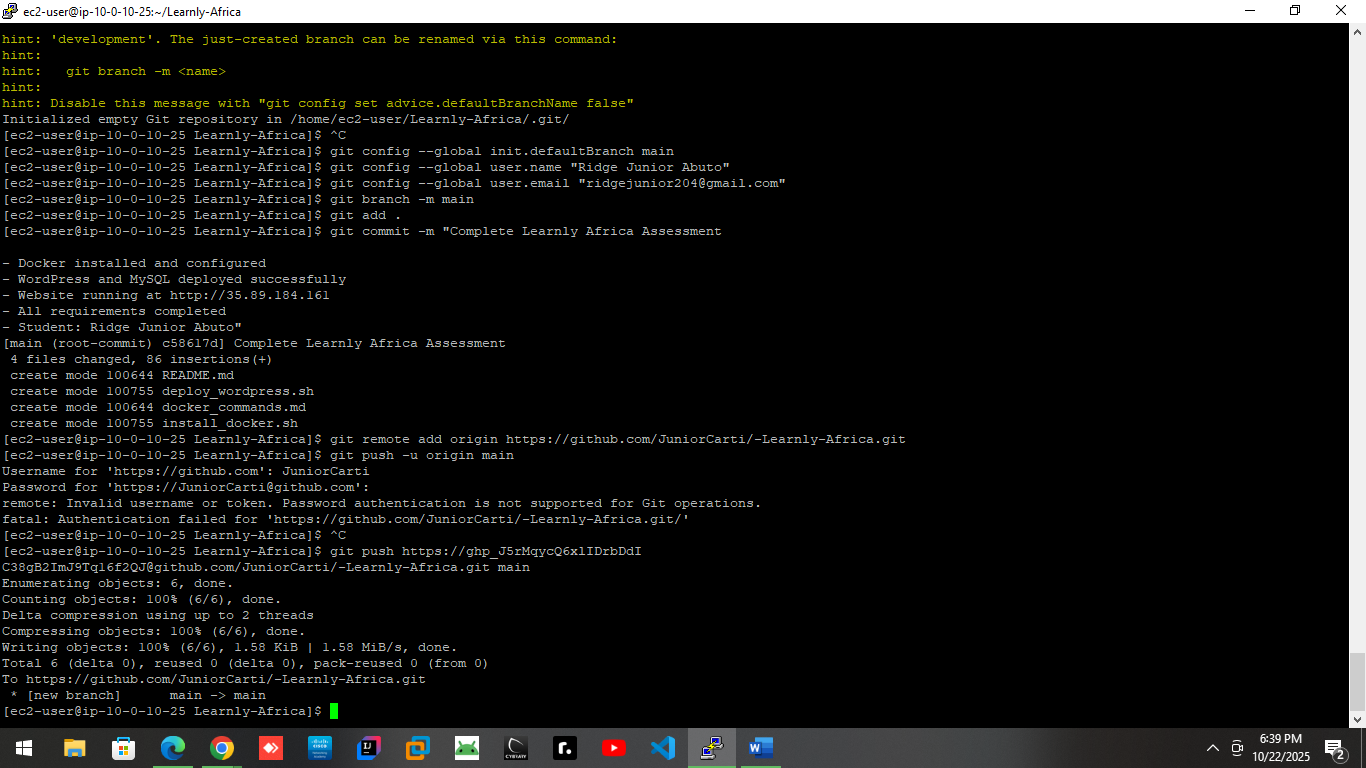 ec2-user@ip-10-0-10-25:~/Learnly-Africa
hint: 'development'. The just-created branch can be renamed via this command:
hint:
hint:   git branch -m <name>
hint:
hint: Disable this message with "git config set advice.defaultBranchName false"
Initialized empty Git repository in /home/ec2-user/Learnly-Africa/.git/
[ec2-user@ip-10-0-10-25 Learnly-Africa]$ ^C
[ec2-user@ip-10-0-10-25 Learnly-Africa]$ git config --global init.defaultBranch main
[ec2-user@ip-10-0-10-25 Learnly-Africa]$ git config --global user.name "Ridge Junior Abuto"
[ec2-user@ip-10-0-10-25 Learnly-Africa]$ git config --global user.email "ridgejunior204@gmail.com"
[ec2-user@ip-10-0-10-25 Learnly-Africa]$ git branch -m main
[ec2-user@ip-10-0-10-25 Learnly-Africa]$ git add .
[ec2-user@ip-10-0-10-25 Learnly-Africa]$ git commit -m "Complete Learnly Africa Assessment
- Docker installed and configured
- WordPress and MySQL deployed successfully
- Website running at http://35.89.184.161
- All requirements completed
- Student: Ridge Junior Abuto"
[main (root-commit) c58617d] Complete Learnly Africa Assessment
 4 files changed, 86 insertions(+)
 create mode 100644 README.md
 create mode 100755 deploy_wordpress.sh
 create mode 100644 docker_commands.md
 create mode 100755 install_docker.sh
[ec2-user@ip-10-0-10-25 Learnly-Africa]$ git remote add origin https://github.com/JuniorCarti/-Learnly-Africa.git
[ec2-user@ip-10-0-10-25 Learnly-Africa]$ git push -u origin main
Username for 'https://github.com': JuniorCarti
Password for 'https://JuniorCarti@github.com':
remote: Invalid username or token. Password authentication is not supported for Git operations.
fatal: Authentication failed for 'https://github.com/JuniorCarti/-Learnly-Africa.git/'
[ec2-user@ip-10-0-10-25 Learnly-Africa]$ ^C
[ec2-user@ip-10-0-10-25 Learnly-Africa]$ git push https://ghp_J5rMqycQ6xlIDrbDdI
C38gB2ImJ9Tql6f2QJ@github.com/JuniorCarti/-Learnly-Africa.git main
Enumerating objects: 6, done.
Counting objects: 100% (6/6), done.
Delta compression using up to 2 threads
Compressing objects: 100% (6/6), done.
Writing objects: 100% (6/6), 1.58 KiB | 1.58 MiB/s, done.
Total 6 (delta 0), reused 0 (delta 0), pack-reused 0 (from 0)
To https://github.com/JuniorCarti/-Learnly-Africa.git
 * [new branch]      main -> main
[ec2-user@ip-10-0-10-25 Learnly-Africa]$
6:39 PM
10/22/2025
2